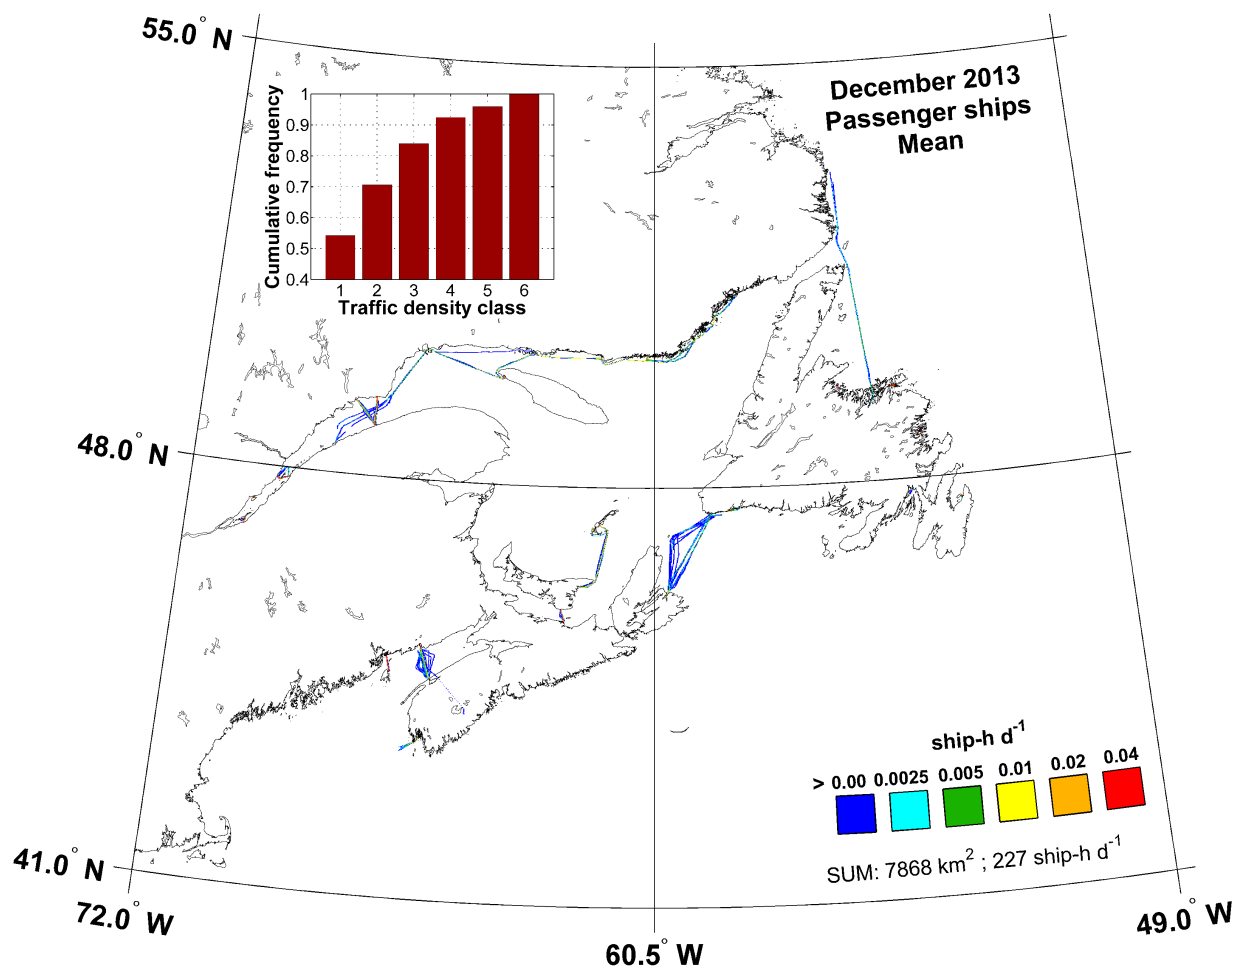 55.0° N
December 2013
Passenger ships
Mean
Cumulative frequency
1
0.9
0.8
0.7
0.6
0.5
0.4
1 2 3 4 5 6
Traffic density class
48.0° N
ship-h d⁻¹
> 0.00 0.0025 0.005 0.01 0.02 0.04
SUM: 7868 km² ; 227 ship-h d⁻¹
41.0° N
72.0° W
60.5° W
49.0° W